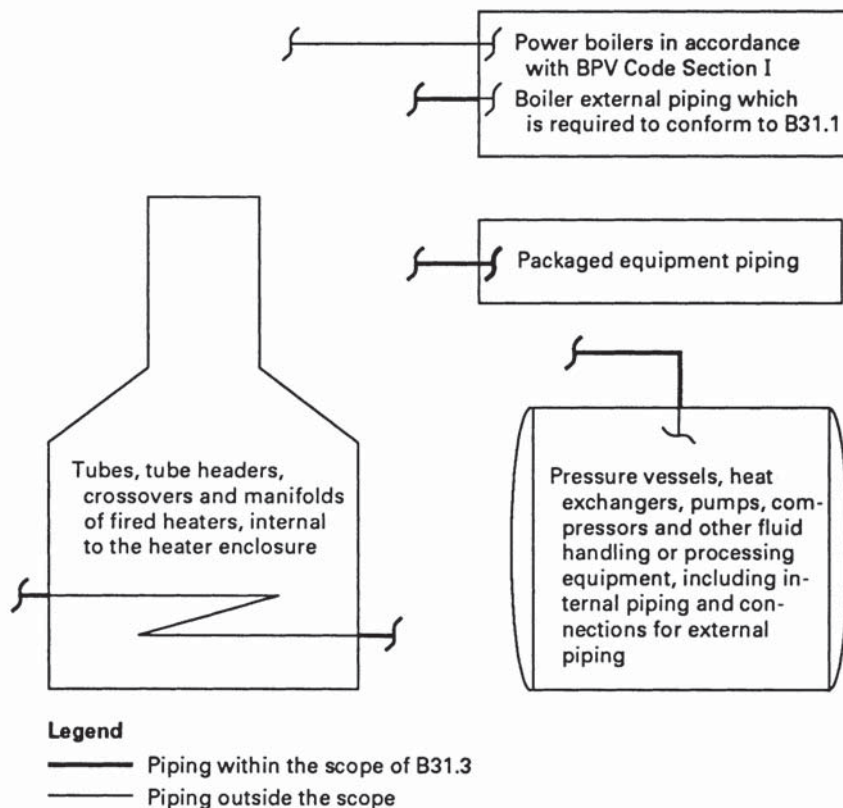 Power boilers in accordance
with BPV Code Section I
Boiler external piping which
is required to conform to B31.1
Packaged equipment piping
Tubes, tube headers,
crossovers and manifolds
of fired heaters, internal
to the heater enclosure
Pressure vessels, heat
exchangers, pumps, com-
pressors and other fluid
handling or processing
equipment, including in-
ternal piping and con-
nections for external
piping
Legend
Piping within the scope of B31.3
Piping outside the scope